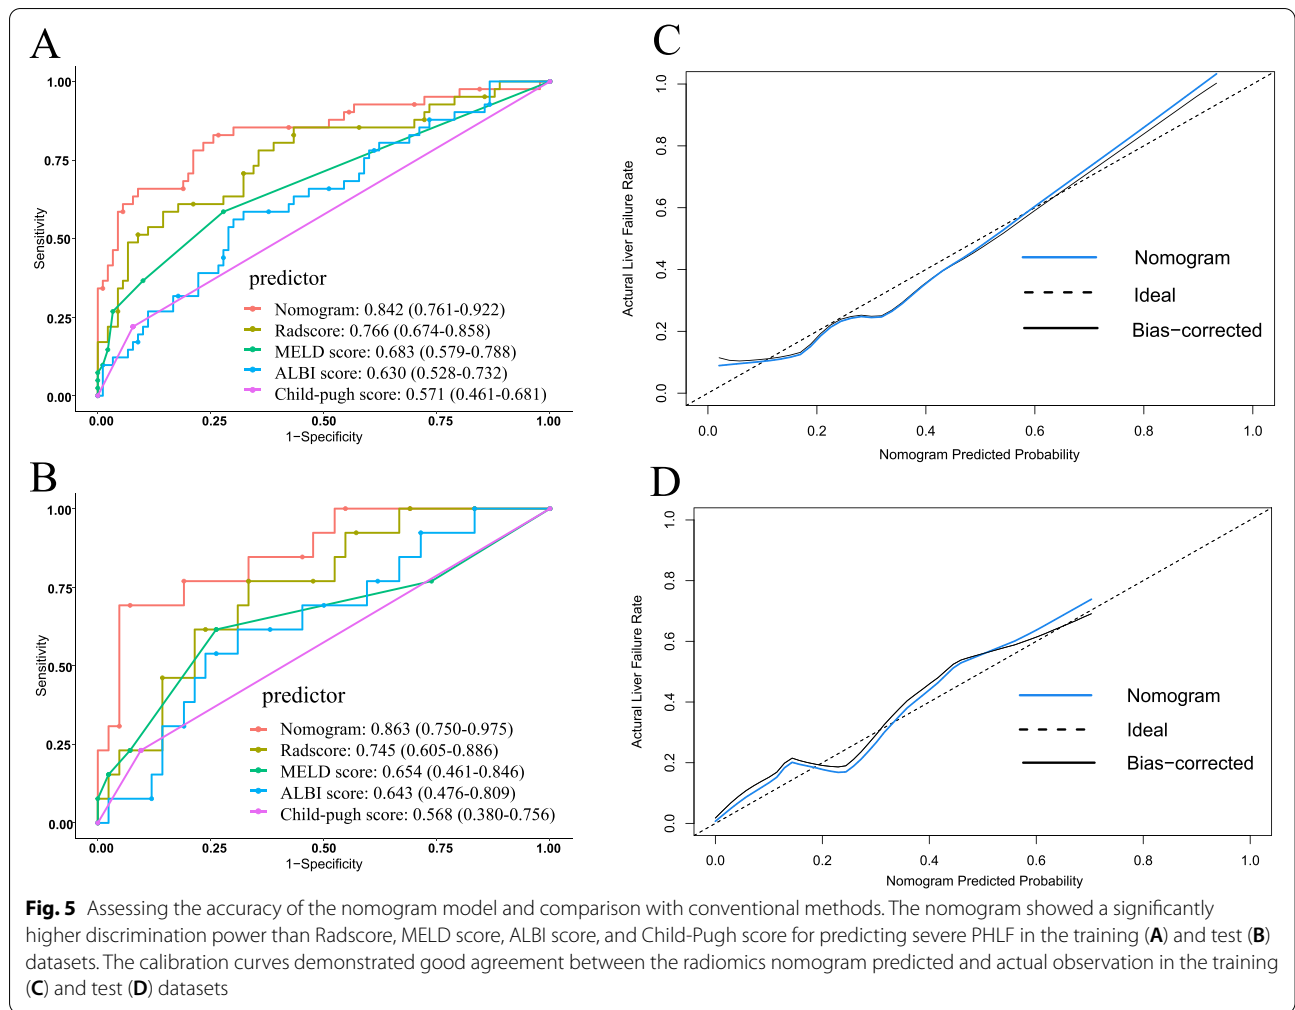 A
1.00
0.75
0.50
0.25
0.00
Sensitivity
predictor
Nomogram: 0.842 (0.761-0.922)
Radscore: 0.766 (0.674-0.858)
MELD score: 0.683 (0.579-0.788)
ALBI score: 0.630 (0.528-0.732)
Child-pugh score: 0.571 (0.461-0.681)
0.00 0.25 0.50 0.75 1.00
1−Specificity
C
1.0
0.8
0.6
0.4
0.2
0.0
Actural Liver Failure Rate
Nomogram
Ideal
Bias−corrected
0.0 0.2 0.4 0.6 0.8 1.0
Nomogram Predicted Probability
B
1.00
0.75
0.50
0.25
0.00
Sensitivity
predictor
Nomogram: 0.863 (0.750-0.975)
Radscore: 0.745 (0.605-0.886)
MELD score: 0.654 (0.461-0.846)
ALBI score: 0.643 (0.476-0.809)
Child-pugh score: 0.568 (0.380-0.756)
0.00 0.25 0.50 0.75 1.00
1−Specificity
D
1.0
0.8
0.6
0.4
0.2
0.0
Actural Liver Failure Rate
Nomogram
Ideal
Bias−corrected
0.0 0.2 0.4 0.6 0.8 1.0
Nomogram Predicted Probability
Fig. 5 Assessing the accuracy of the nomogram model and comparison with conventional methods. The nomogram showed a significantly
higher discrimination power than Radscore, MELD score, ALBI score, and Child-Pugh score for predicting severe PHLF in the training (A) and test (B)
datasets. The calibration curves demonstrated good agreement between the radiomics nomogram predicted and actual observation in the training
(C) and test (D) datasets